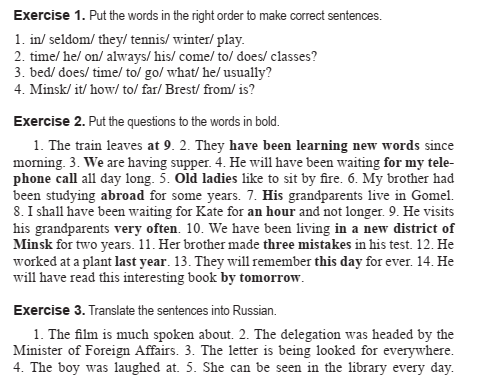 Exercise 1. Put the words in the right order to make correct sentences.
1. in/ seldom/ they/ tennis/ winter/ play.
2. time/ he/ on/ always/ his/ come/ to/ does/ classes?
3. bed/ does/ time/ to/ go/ what/ he/ usually?
4. Minsk/ it/ how/ to/ far/ Brest/ from/ is?
Exercise 2. Put the questions to the words in bold.
1. The train leaves at 9. 2. They have been learning new words since
morning. 3. We are having supper. 4. He will have been waiting for my tele-
phone call all day long. 5. Old ladies like to sit by fire. 6. My brother had
been studying abroad for some years. 7. His grandparents live in Gomel.
8. I shall have been waiting for Kate for an hour and not longer. 9. He visits
his grandparents very often. 10. We have been living in a new district of
Minsk for two years. 11. Her brother made three mistakes in his test. 12. He
worked at a plant last year. 13. They will remember this day for ever. 14. He
will have read this interesting book by tomorrow.
Exercise 3. Translate the sentences into Russian.
1. The film is much spoken about. 2. The delegation was headed by the
Minister of Foreign Affairs. 3. The letter is being looked for everywhere.
4. The boy was laughed at. 5. She can be seen in the library every day.